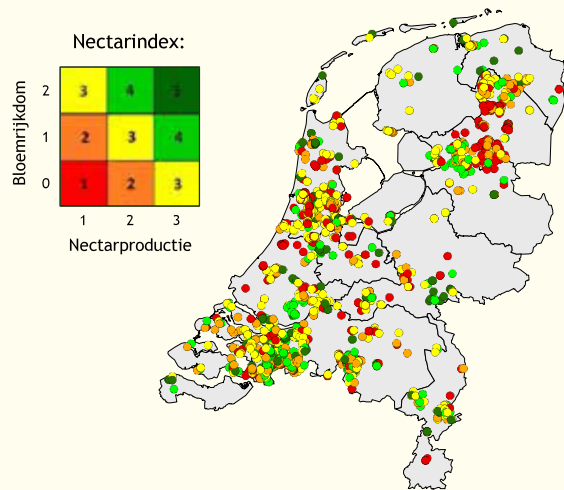 Nectarindex:
Bloemrijkdom
2 3 4 5
1 2 3 4
0 1 2 3
1 2 3
Nectarproductie